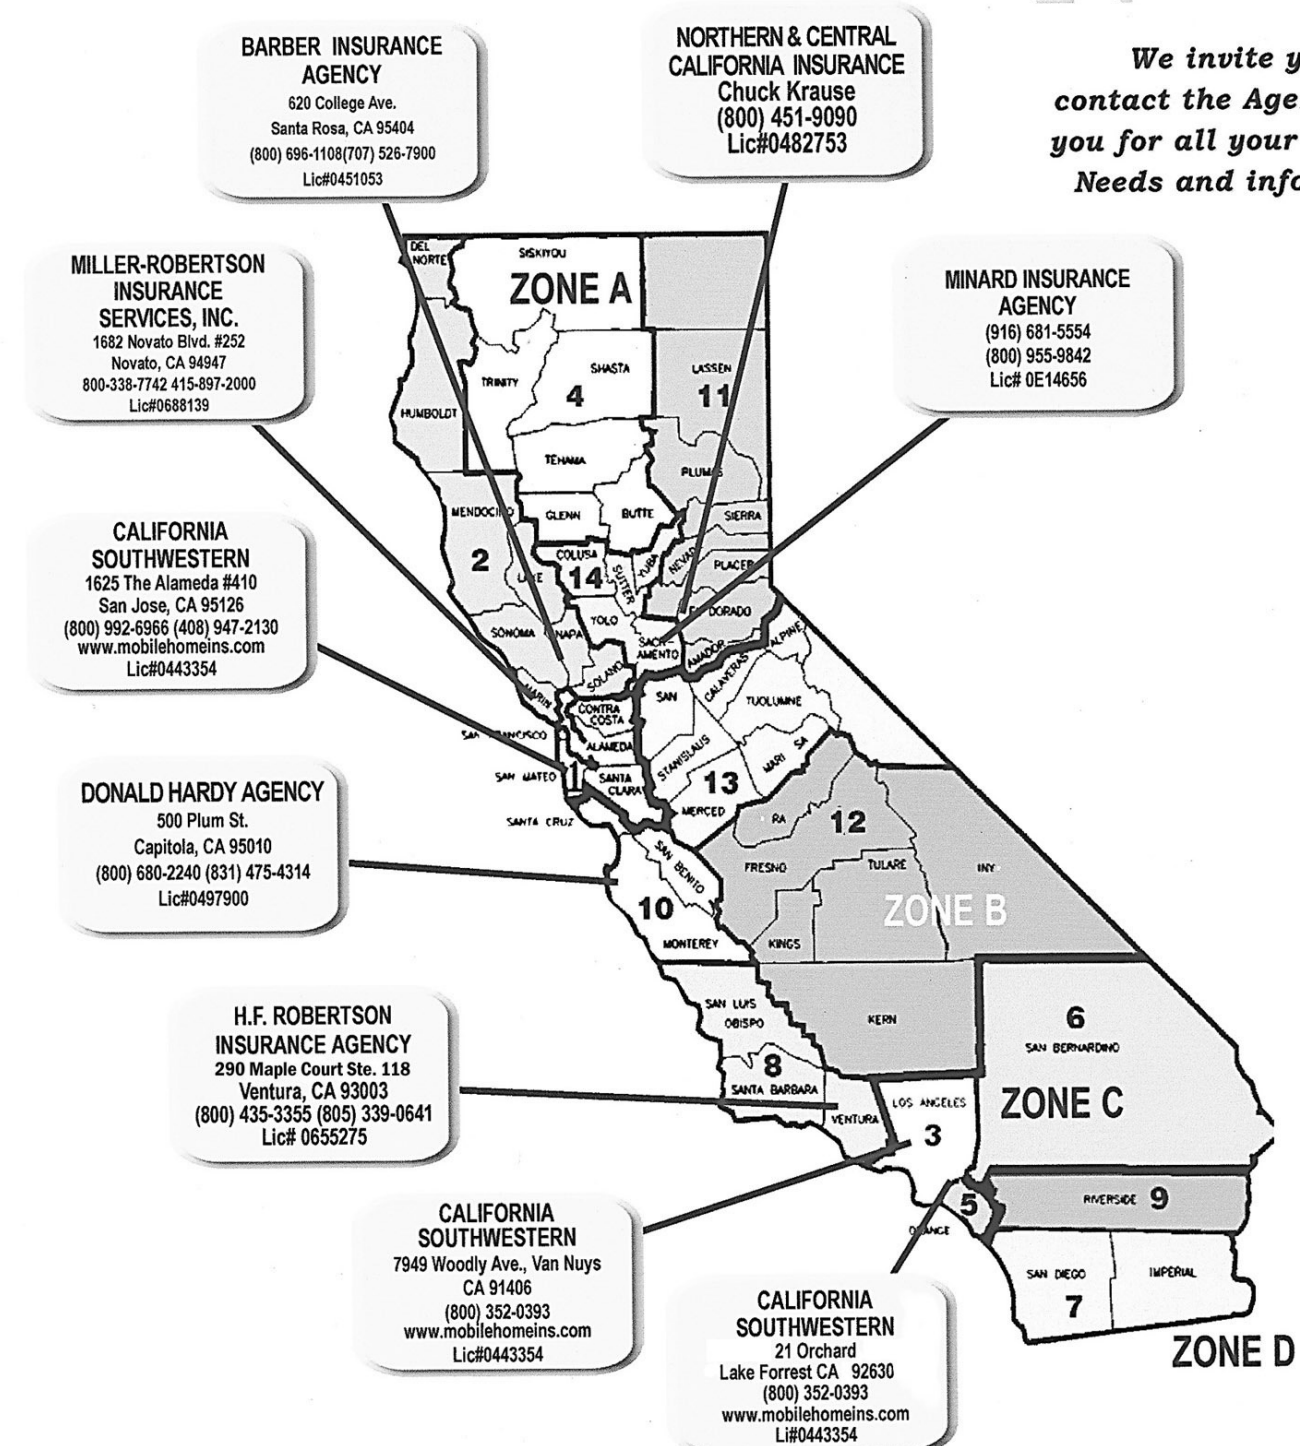 BARBER INSURANCE
AGENCY
620 College Ave.
Santa Rosa, CA 95404
(800) 696-1108(707) 526-7900
Lic#0451053
NORTHERN & CENTRAL
CALIFORNIA INSURANCE
Chuck Krause
(800) 451-9090
Lic#0482753
We invite y
contact the Age
you for all your
Needs and info
MILLER-ROBERTSON
INSURANCE
SERVICES, INC.
1682 Novato Blvd. #252
Novato, CA 94947
800-338-7742 415-897-2000
Lic#0688139
MINARD INSURANCE
AGENCY
(916) 681-5554
(800) 955-9842
Lic# 0E14656
CALIFORNIA
SOUTHWESTERN
1625 The Alameda #410
San Jose, CA 95126
(800) 992-6966 (408) 947-2130
www.mobilehomeins.com
Lic#0443354
DONALD HARDY AGENCY
500 Plum St.
Capitola, CA 95010
(800) 680-2240 (831) 475-4314
Lic#0497900
H.F. ROBERTSON
INSURANCE AGENCY
290 Maple Court Ste. 118
Ventura, CA 93003
(800) 435-3355 (805) 339-0641
Lic# 0655275
CALIFORNIA
SOUTHWESTERN
7949 Woodly Ave., Van Nuys
CA 91406
(800) 352-0393
www.mobilehomeins.com
Lic#0443354
CALIFORNIA
SOUTHWESTERN
21 Orchard
Lake Forrest CA 92630
(800) 352-0393
www.mobilehomeins.com
Li#0443354
DEL
NORTE
SISKIYOU
ZONE A
TRINITY
SHASTA
4
LASSEN
11
HUMBOLDT
TEHAMA
PLUMAS
MENDOCINO
GLENN
BUTTE
SIERRA
2
LAKE
COLUSA
14
SUTTER
YUBA
NEVAD
PLACER
EL DORADO
SONOMA
NAPA
YOLO
SACR-
AMENTO
AMADOR
ALPINE
SOLANO
MARIN
CONTRA
COSTA
SAN
CALAVERAS
TUOLUMNE
SAN FRANCISCO
ALAMEDA
STANISLAUS
MARI SA
SAN MATEO
1
SANTA
CLARA
13
MERCED
SANTA CRUZ
RA
12
SAN BENITO
FRESNO
TULARE
INY
10
ZONE B
MONTEREY
KINGS
SAN LUIS
OBISPO
KERN
6
SAN BERNARDINO
8
SANTA BARBARA
LOS ANGELES
ZONE C
VENTURA
3
5
RIVERSIDE 9
ORANGE
SAN DIEGO
7
IMPERIAL
ZONE D